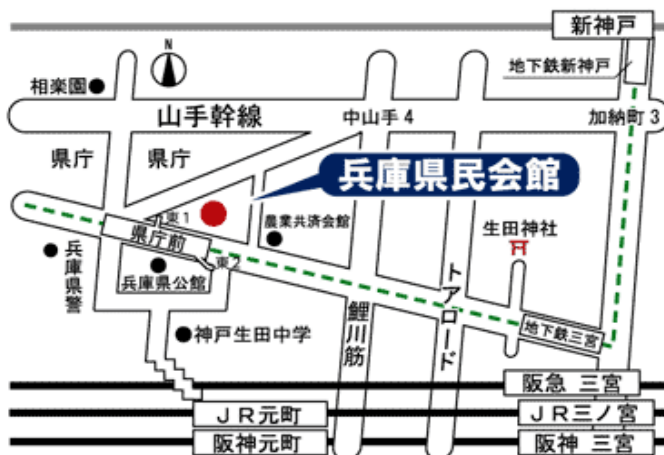 新神戸
N
地下鉄新神戸
相楽園
山手幹線
中山手 4
加納町 3
県庁
県庁
兵庫県民会館
東1
農業共済会館
生田神社
県庁前
東2
兵庫県警
兵庫県公館
トアロード
地下鉄三宮
神戸生田中学
鯉川筋
阪急 三宮
JR元町
JR三ノ宮
阪神元町
阪神 三宮